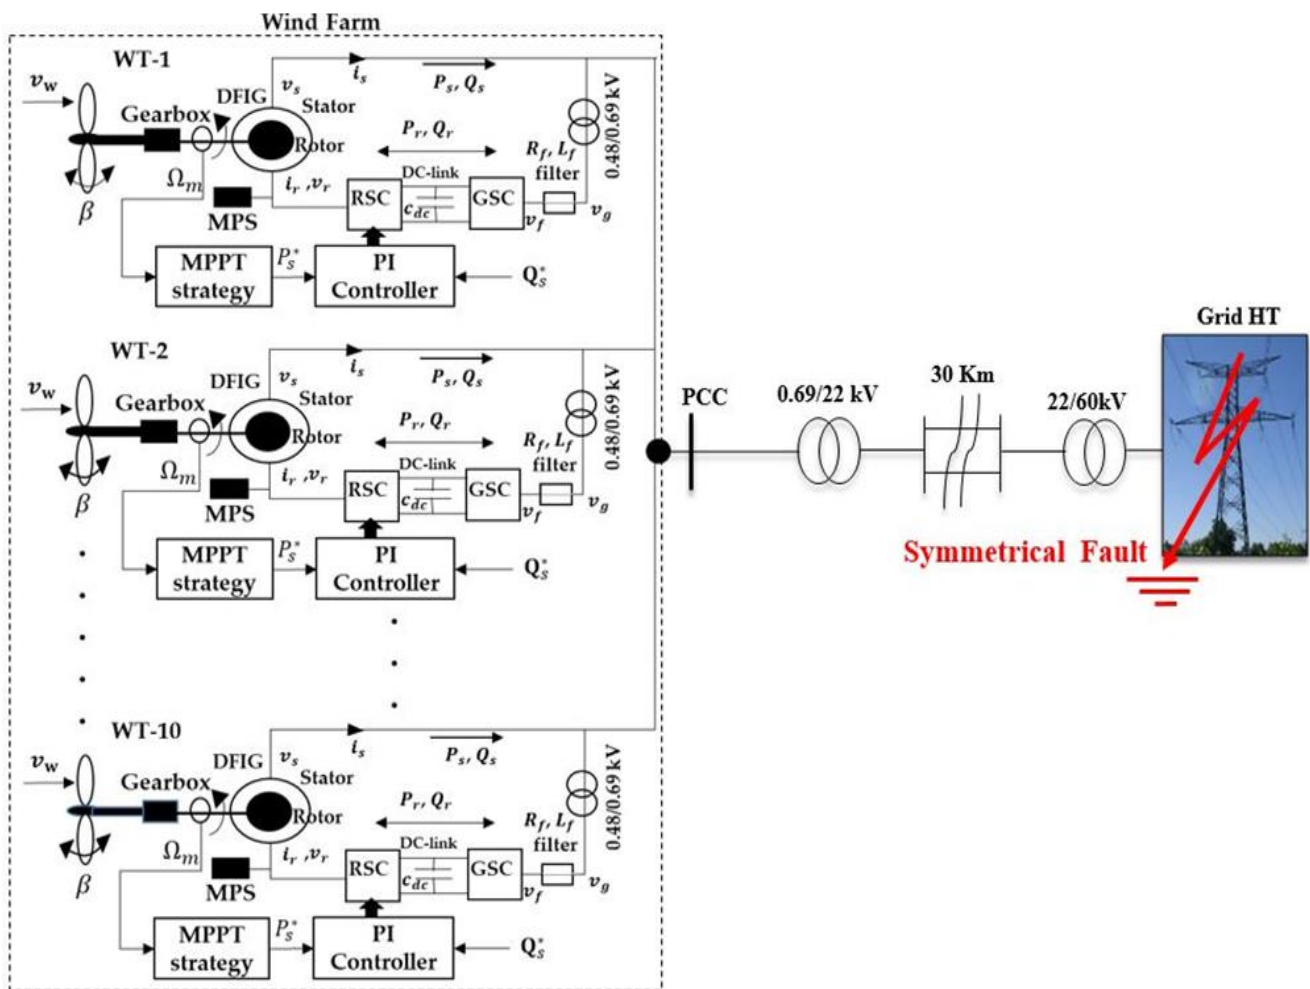 Wind Farm
WT-1
v_w
DFIG
v_s
Stator
i_s
P_s, Q_s
Gearbox
Rotor
P_r, Q_r
R_f, L_f
filter
0.48/0.69 kV
Ω_m
β
MPS
i_r ,v_r
RSC
DC-link
c_dc
GSC
v_f
v_g
MPPT
strategy
P_s^*
PI
Controller
Q_s^*
WT-2
v_w
DFIG
v_s
Stator
i_s
P_s, Q_s
Gearbox
Rotor
P_r, Q_r
R_f, L_f
filter
0.48/0.69 kV
Ω_m
β
MPS
i_r ,v_r
RSC
DC-link
c_dc
GSC
v_f
v_g
MPPT
strategy
P_s^*
PI
Controller
Q_s^*
WT-10
v_w
DFIG
v_s
Stator
i_s
P_s, Q_s
Gearbox
Rotor
P_r, Q_r
R_f, L_f
filter
0.48/0.69 kV
Ω_m
β
MPS
i_r ,v_r
RSC
DC-link
c_dc
GSC
v_f
v_g
MPPT
strategy
P_s^*
PI
Controller
Q_s^*
PCC
0.69/22 kV
30 Km
22/60kV
Grid HT
Symmetrical Fault